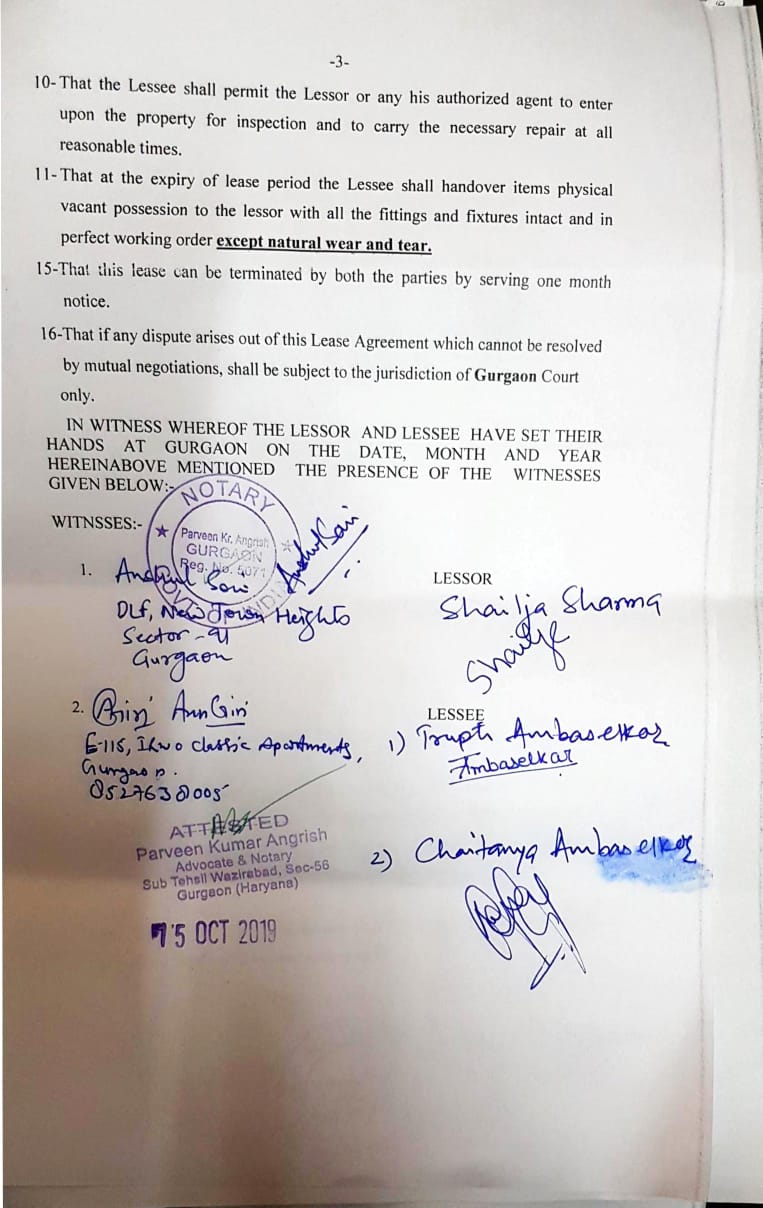 -3-
10- That the Lessee shall permit the Lessor or any his authorized agent to enter
upon the property for inspection and to carry the necessary repair at all
reasonable times.
11- That at the expiry of lease period the Lessee shall handover items physical
vacant possession to the lessor with all the fittings and fixtures intact and in
perfect working order except natural wear and tear.
15-That this lease can be terminated by both the parties by serving one month
notice.
16-That if any dispute arises out of this Lease Agreement which cannot be resolved
by mutual negotiations, shall be subject to the jurisdiction of Gurgaon Court
only.
IN WITNESS WHEREOF THE LESSOR AND LESSEE HAVE SET THEIR
HANDS AT GURGAON ON THE DATE, MONTH AND YEAR
HEREINABOVE MENTIONED THE PRESENCE OF THE WITNESSES
GIVEN BELOW:-
NOTARY
Parveen Kr. Angrish
GURGAON
Reg. No. 5071
WITNSSES:-
1.
DLf, New Town Heights
Sector - 91
Gurgaon
LESSOR
Shailja Sharma
2.
E-115, Classic Apartments,
Gurgaon.
LESSEE
1) Trupti Ambaselkar
Ambaselkar
ATTESTED
Parveen Kumar Angrish
Advocate & Notary
Sub Tehsil Wazirabad, Sec-56
Gurgaon (Haryana)
2) Chaitanya Ambaselkar
5 OCT 2019